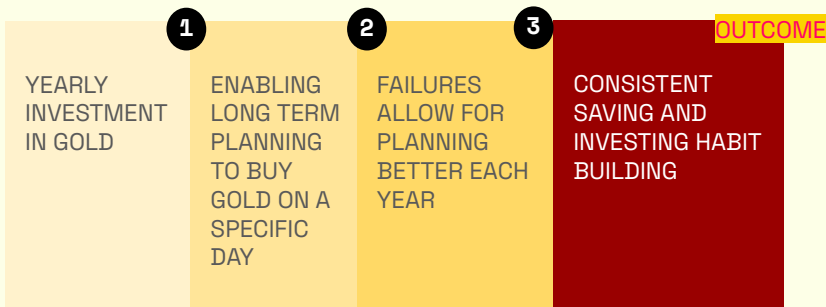 1
YEARLY
INVESTMENT
IN GOLD
2
ENABLING
LONG TERM
PLANNING
TO BUY
GOLD ON A
SPECIFIC
DAY
3
FAILURES
ALLOW FOR
PLANNING
BETTER EACH
YEAR
OUTCOME
CONSISTENT
SAVING AND
INVESTING HABIT
BUILDING